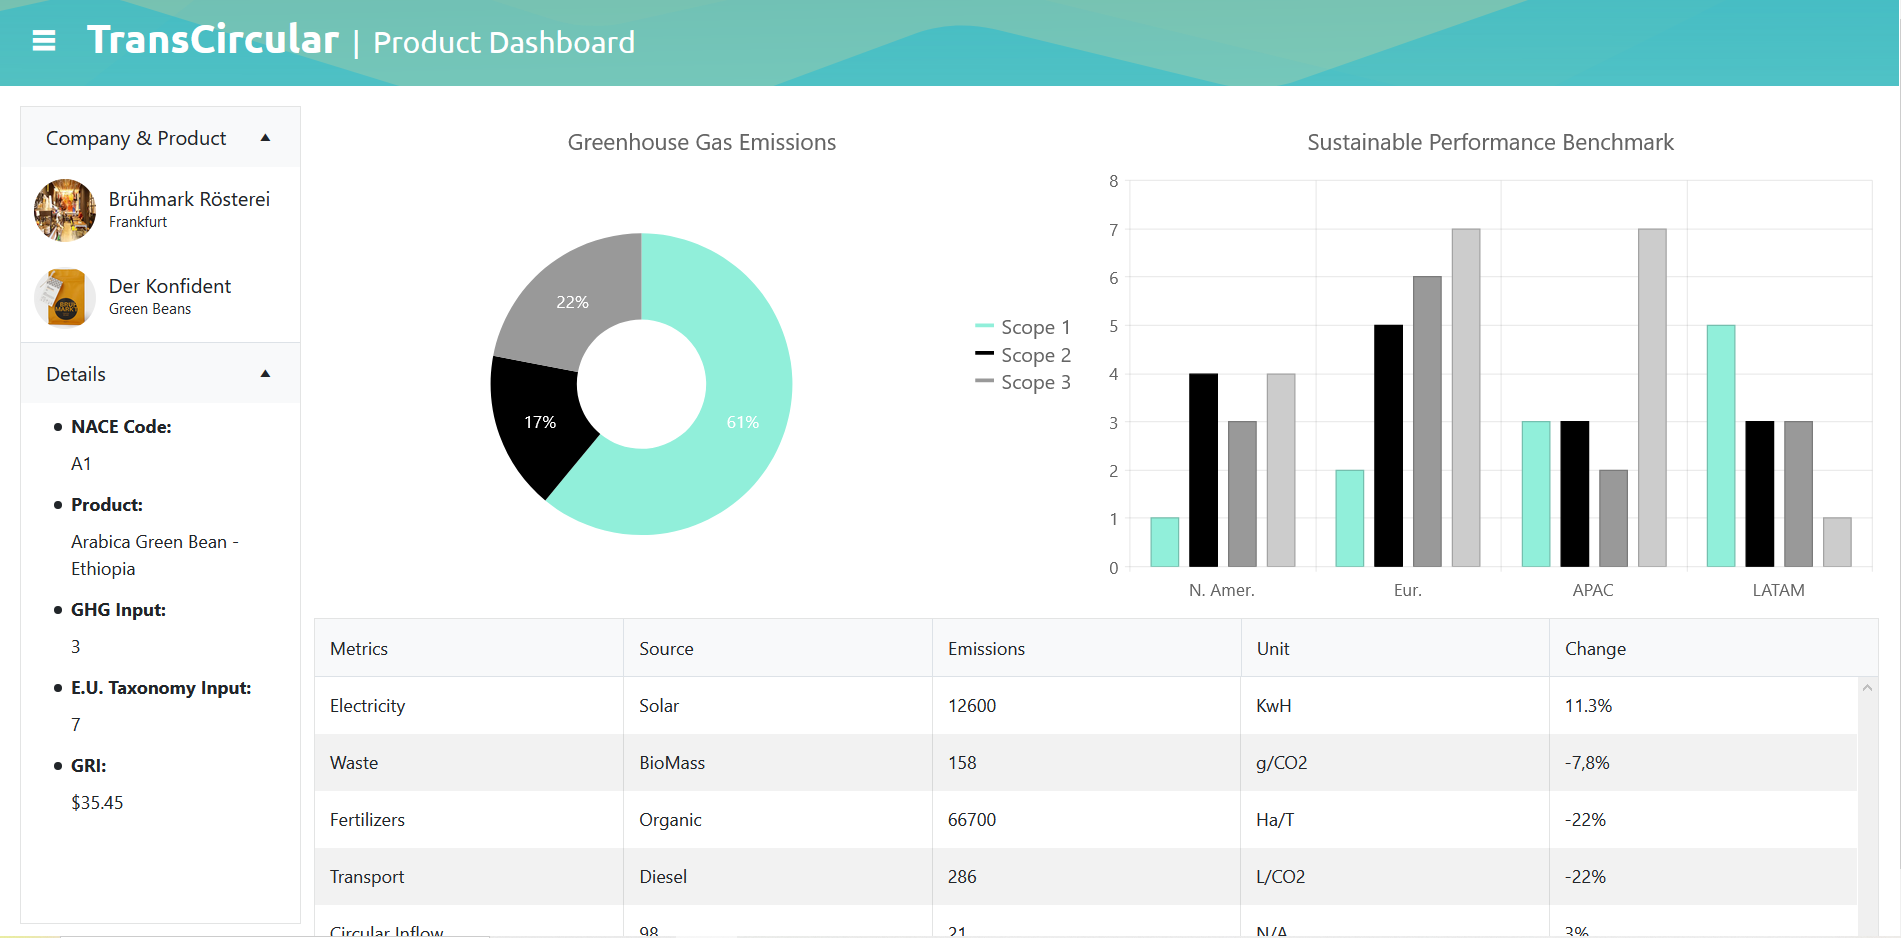 TransCircular | Product Dashboard
Company & Product
Brühmark Rösterei
Frankfurt
Der Konfident
Green Beans
Details
NACE Code:
A1
Product:
Arabica Green Bean -
Ethiopia
GHG Input:
3
E.U. Taxonomy Input:
7
GRI:
$35.45
Greenhouse Gas Emissions
22%
17%
61%
Scope 1
Scope 2
Scope 3
Sustainable Performance Benchmark
8
7
6
5
4
3
2
1
0
N. Amer. Eur. APAC LATAM
Metrics Source Emissions Unit Change
Electricity Solar 12600 KwH 11.3%
Waste BioMass 158 g/CO2 -7,8%
Fertilizers Organic 66700 Ha/T -22%
Transport Diesel 286 L/CO2 -22%
Circular Inflow 98 21 N/A 3%